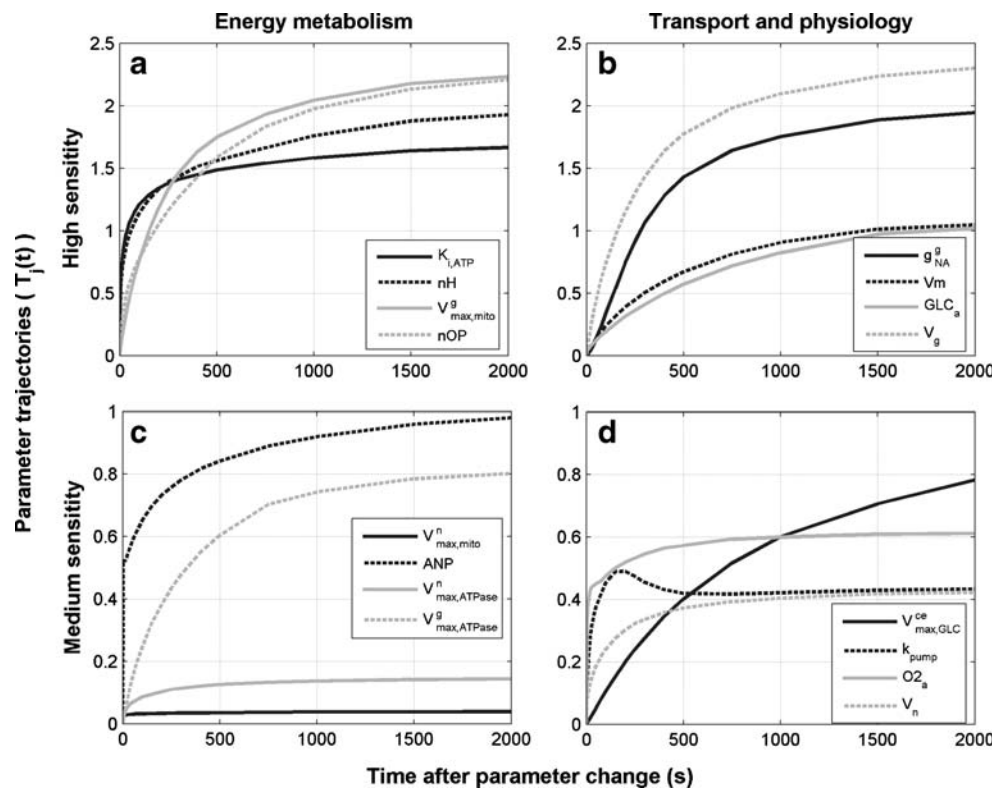 Energy metabolism
Transport and physiology
Parameter trajectories ( T_j(t) )
High sensitity
Medium sensitity
a
2.5
2
1.5
1
0.5
0
0 500 1000 1500 2000
K_i,ATP
nH
V^g_max,mito
nOP
b
2.5
2
1.5
1
0.5
0
0 500 1000 1500 2000
g^g_NA
Vm
GLC_a
V_g
c
1
0.8
0.6
0.4
0.2
0
0 500 1000 1500 2000
V^n_max,mito
ANP
V^n_max,ATPase
V^g_max,ATPase
d
1
0.8
0.6
0.4
0.2
0
0 500 1000 1500 2000
V^ce_max,GLC
k_pump
O2_a
V_n
Time after parameter change (s)